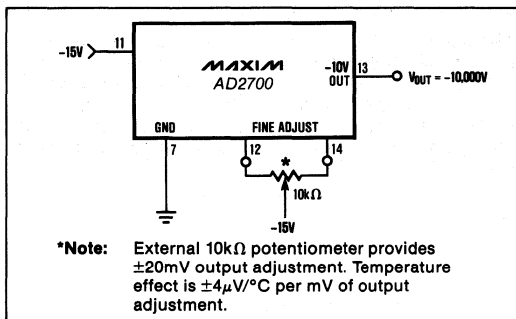 -15V
11
MAXIM
AD2700
-10V
OUT
13
VOUT = -10.000V
GND
FINE ADJUST
7
12
14
*
10kΩ
-15V
*Note: External 10kΩ potentiometer provides
±20mV output adjustment. Temperature
effect is ±4µV/°C per mV of output
adjustment.